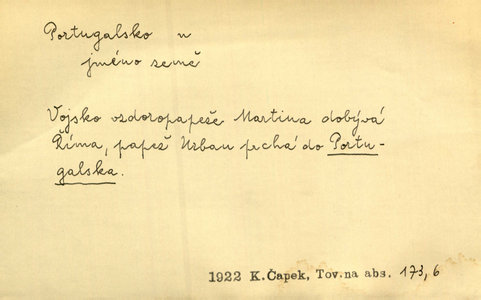 Portugalsko n
jméno země
Vojsko vzdoropapeže Martina dobývá
Říma, papež Urban prchá do Portu-
galska.
1922 K.Čapek, Tov.na abs. 173,6